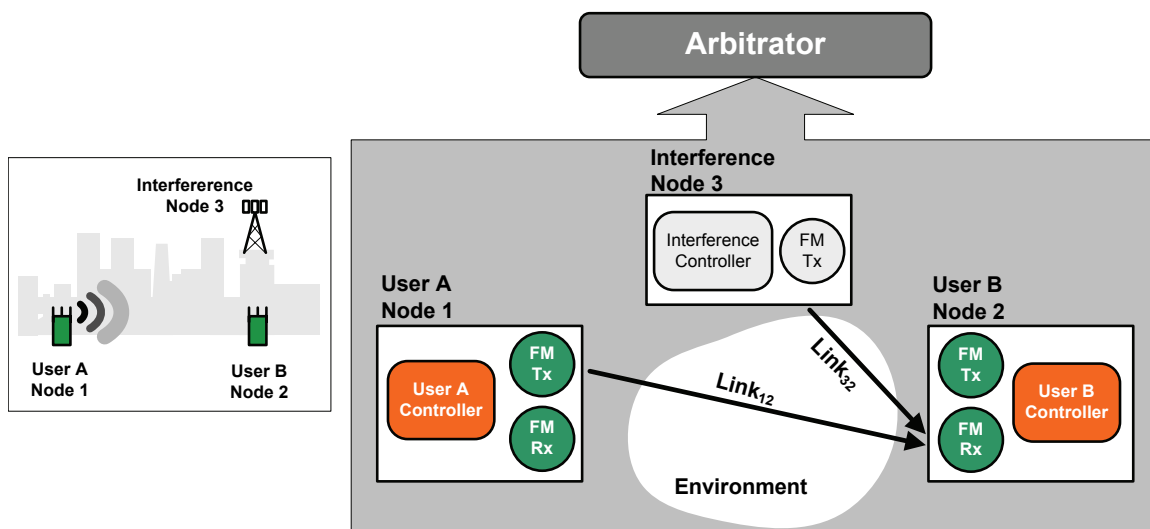 Arbitrator
Interfererence
Node 3
User A
Node 1
User B
Node 2
Interference
Node 3
Interference
Controller
FM
Tx
User A
Node 1
User A
Controller
FM
Tx
FM
Rx
Link12
Link32
Environment
User B
Node 2
FM
Tx
FM
Rx
User B
Controller